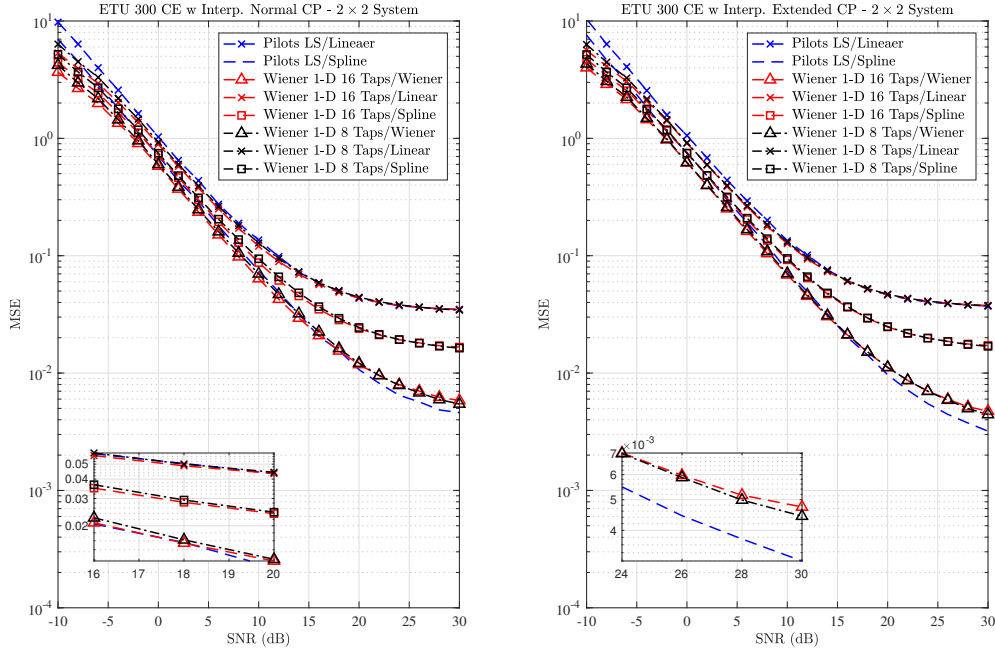 ETU 300 CE w Interp. Normal CP - 2 × 2 System
10¹
10⁰
10⁻¹
10⁻²
10⁻³
10⁻⁴
MSE
Pilots LS/Lineaer
Pilots LS/Spline
Wiener 1-D 16 Taps/Wiener
Wiener 1-D 16 Taps/Linear
Wiener 1-D 16 Taps/Spline
Wiener 1-D 8 Taps/Wiener
Wiener 1-D 8 Taps/Linear
Wiener 1-D 8 Taps/Spline
0.05
0.04
0.03
0.02
16 17 18 19 20
-10 -5 0 5 10 15 20 25 30
SNR (dB)
ETU 300 CE w Interp. Extended CP - 2 × 2 System
10¹
10⁰
10⁻¹
10⁻²
10⁻³
10⁻⁴
MSE
Pilots LS/Lineaer
Pilots LS/Spline
Wiener 1-D 16 Taps/Wiener
Wiener 1-D 16 Taps/Linear
Wiener 1-D 16 Taps/Spline
Wiener 1-D 8 Taps/Wiener
Wiener 1-D 8 Taps/Linear
Wiener 1-D 8 Taps/Spline
×10⁻³
7
6
5
4
24 26 28 30
-10 -5 0 5 10 15 20 25 30
SNR (dB)